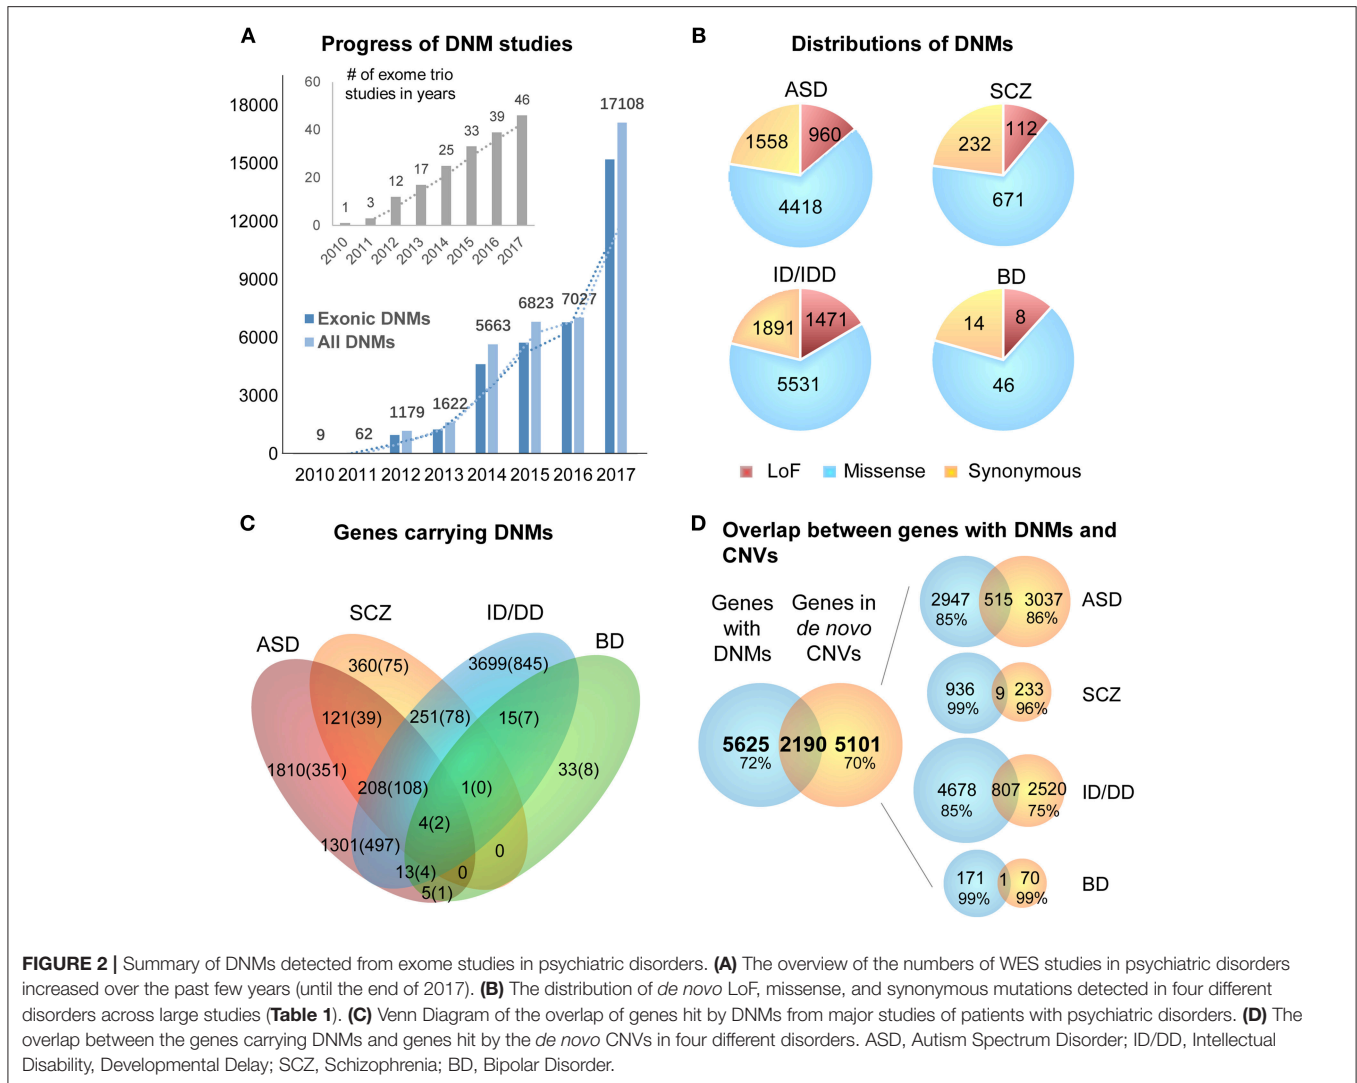 A
Progress of DNM studies
# of exome trio
studies in years
60
40
20
0
1
3
12
17
25
33
39
46
2010
2011
2012
2013
2014
2015
2016
2017
18000
15000
12000
9000
6000
3000
0
Exonic DNMs
All DNMs
9
62
1179
1622
5663
6823
7027
17108
2010 2011 2012 2013 2014 2015 2016 2017
B
Distributions of DNMs
ASD
1558
960
4418
SCZ
232
112
671
ID/IDD
1891
1471
5531
BD
14
8
46
LoF Missense Synonymous
C
Genes carrying DNMs
ASD
SCZ
ID/DD
BD
360(75)
3699(845)
121(39)
251(78)
15(7)
1810(351)
208(108)
1(0)
33(8)
4(2)
1301(497)
0
13(4)
0
5(1)
D
Overlap between genes with DNMs and
CNVs
Genes
with
DNMs
Genes in
de novo
CNVs
5625 2190 5101
72%
70%
2947 515 3037
85%
86%
ASD
936 9 233
99%
96%
SCZ
4678 807 2520
85%
75%
ID/DD
171 1 70
99%
99%
BD
FIGURE 2 | Summary of DNMs detected from exome studies in psychiatric disorders. (A) The overview of the numbers of WES studies in psychiatric disorders
increased over the past few years (until the end of 2017). (B) The distribution of de novo LoF, missense, and synonymous mutations detected in four different
disorders across large studies (Table 1). (C) Venn Diagram of the overlap of genes hit by DNMs from major studies of patients with psychiatric disorders. (D) The
overlap between the genes carrying DNMs and genes hit by the de novo CNVs in four different disorders. ASD, Autism Spectrum Disorder; ID/DD, Intellectual
Disability, Developmental Delay; SCZ, Schizophrenia; BD, Bipolar Disorder.